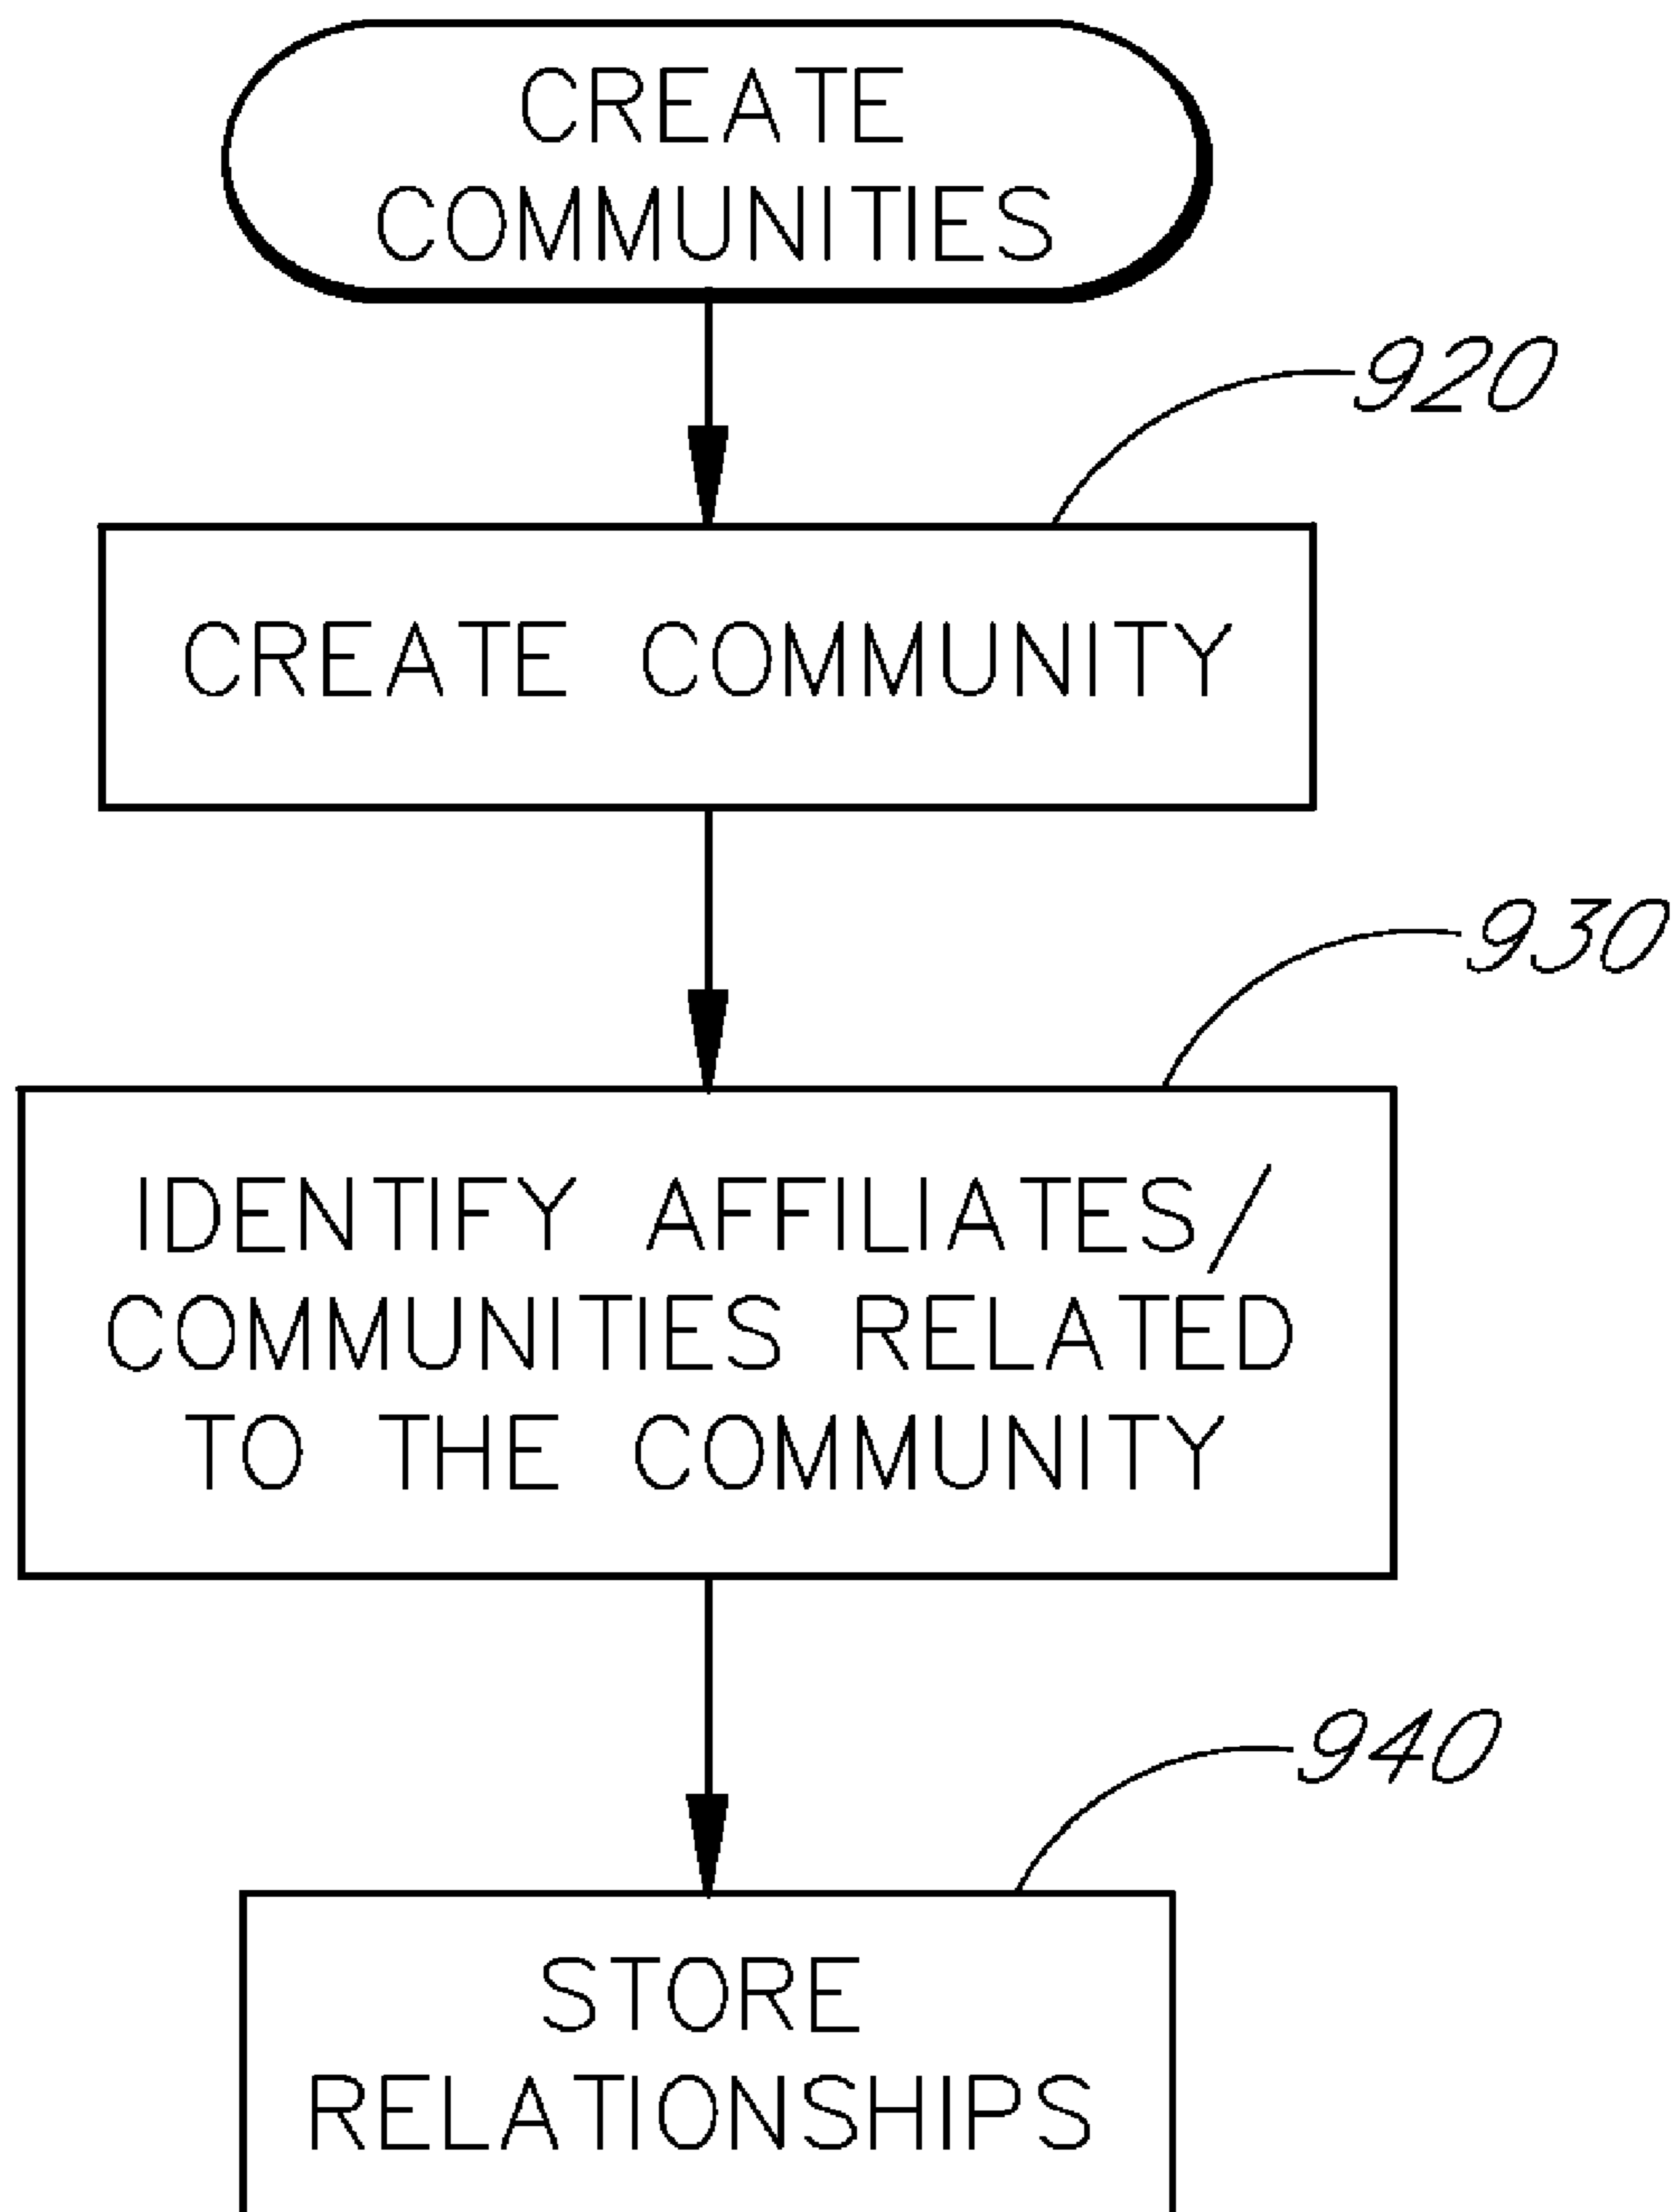 CREATE
COMMUNITIES
920
CREATE COMMUNITY
930
IDENTIFY AFFILIATES/
COMMUNITIES RELATED
TO THE COMMUNITY
940
STORE
RELATIONSHIPS